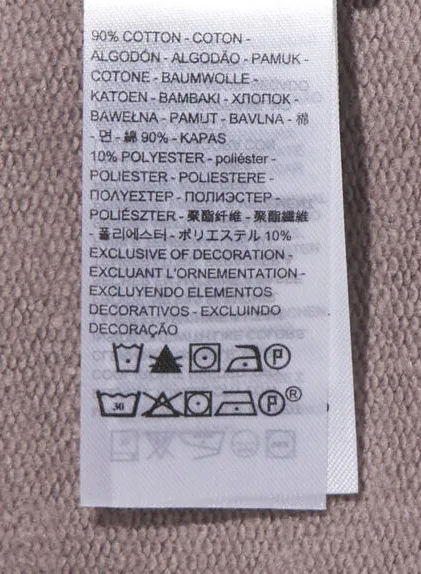 90% COTTON - COTON -
ALGODÓN - ALGODÃO - PAMUK -
COTONE - BAUMWOLLE -
KATOEN - BAMBAKI - ХЛОПОК -
BAWEŁNA - PAMUT - BAVLNA - 棉
- 면 - 綿 90% - KAPAS
10% POLYESTER - poliéster -
POLIESTER - POLIESTERE -
ΠΟΛΥΕΣΤΕΡ - ПОЛИЭСТЕР -
POLIÉSZTER - 聚酯纤维 - 聚酯纖維
- 폴리에스터 - ポリエステル 10%
EXCLUSIVE OF DECORATION -
EXCLUANT L'ORNEMENTATION -
EXCLUYENDO ELEMENTOS
DECORATIVOS - EXCLUINDO
DECORAÇÃO
P
30 P ®